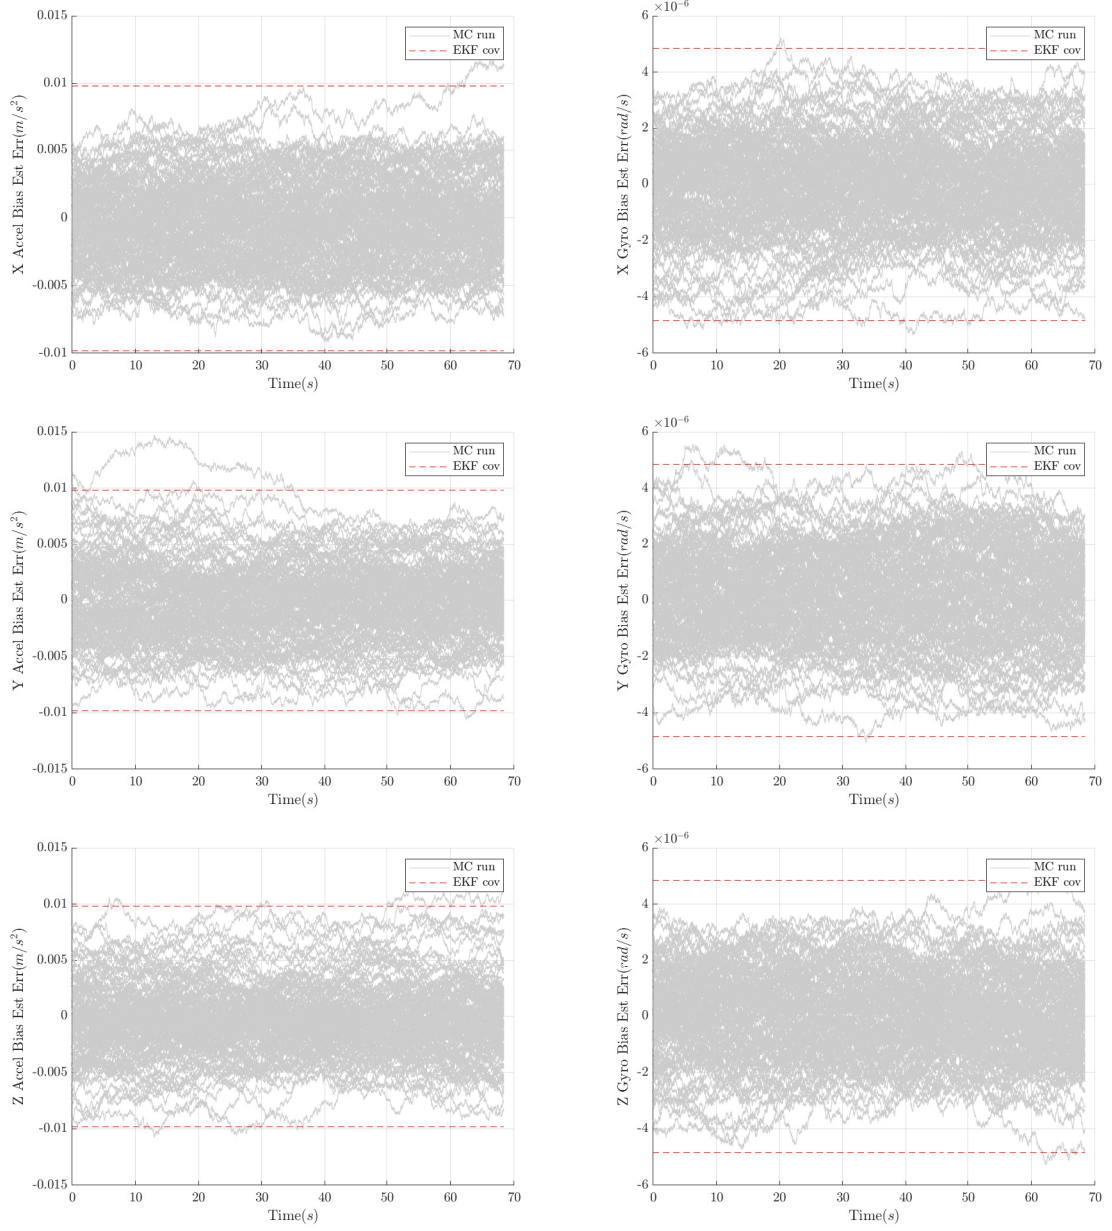 0.015
0.01
0.005
0
-0.005
-0.01
X Accel Bias Est Err(m/s²)
0 10 20 30 40 50 60 70
Time(s)
MC run
EKF cov
×10⁻⁶
6
4
2
0
-2
-4
-6
X Gyro Bias Est Err(rad/s)
0 10 20 30 40 50 60 70
Time(s)
MC run
EKF cov
0.015
0.01
0.005
0
-0.005
-0.01
-0.015
Y Accel Bias Est Err(m/s²)
0 10 20 30 40 50 60 70
Time(s)
MC run
EKF cov
×10⁻⁶
6
4
2
0
-2
-4
-6
Y Gyro Bias Est Err(rad/s)
0 10 20 30 40 50 60 70
Time(s)
MC run
EKF cov
0.015
0.01
0.005
0
-0.005
-0.01
-0.015
Z Accel Bias Est Err(m/s²)
0 10 20 30 40 50 60 70
Time(s)
MC run
EKF cov
×10⁻⁶
6
4
2
0
-2
-4
-6
Z Gyro Bias Est Err(rad/s)
0 10 20 30 40 50 60 70
Time(s)
MC run
EKF cov